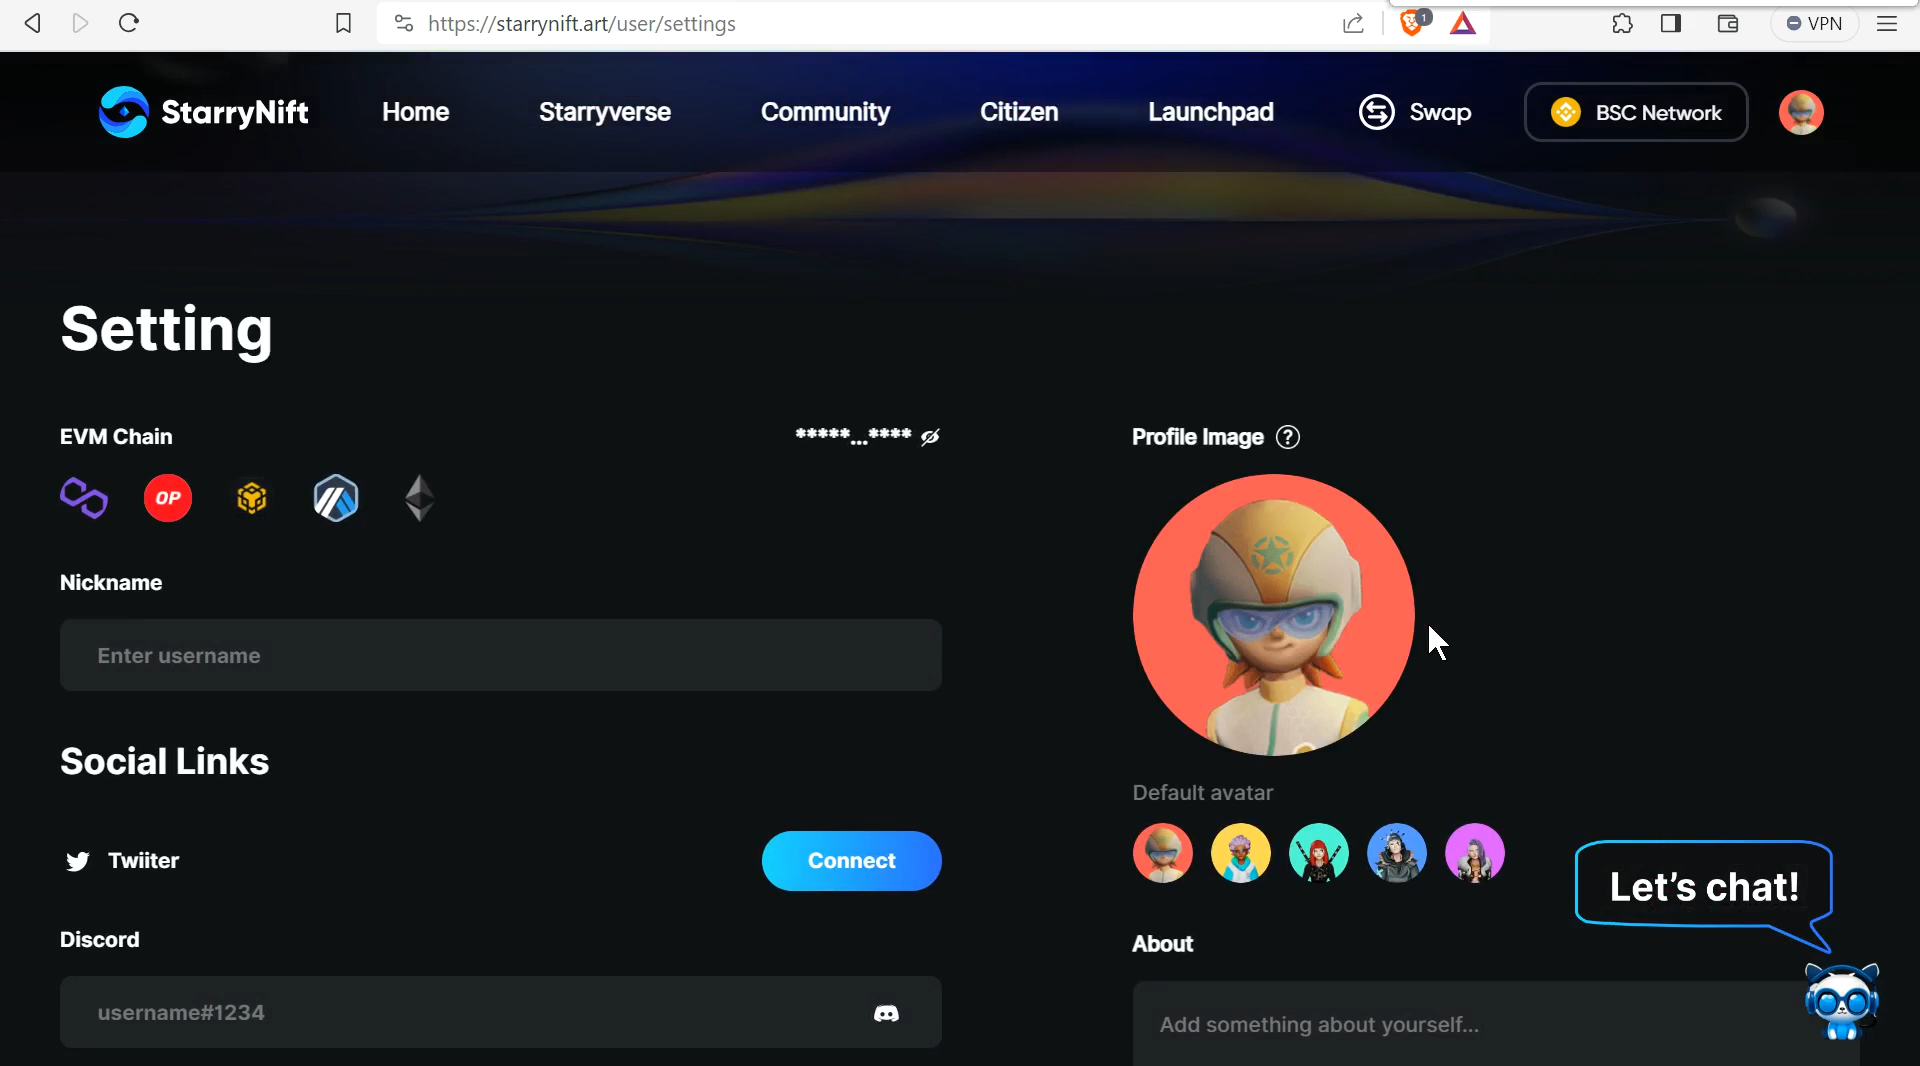 https://starrynift.art/user/settings
1
VPN
StarryNift
Home
Starryverse
Community
Citizen
Launchpad
Swap
BSC Network
Setting
EVM Chain
*****...****
Profile Image ?
OP
Nickname
Enter username
Social Links
Default avatar
Twiiter
Connect
Let's chat!
Discord
About
username#1234
Add something about yourself...